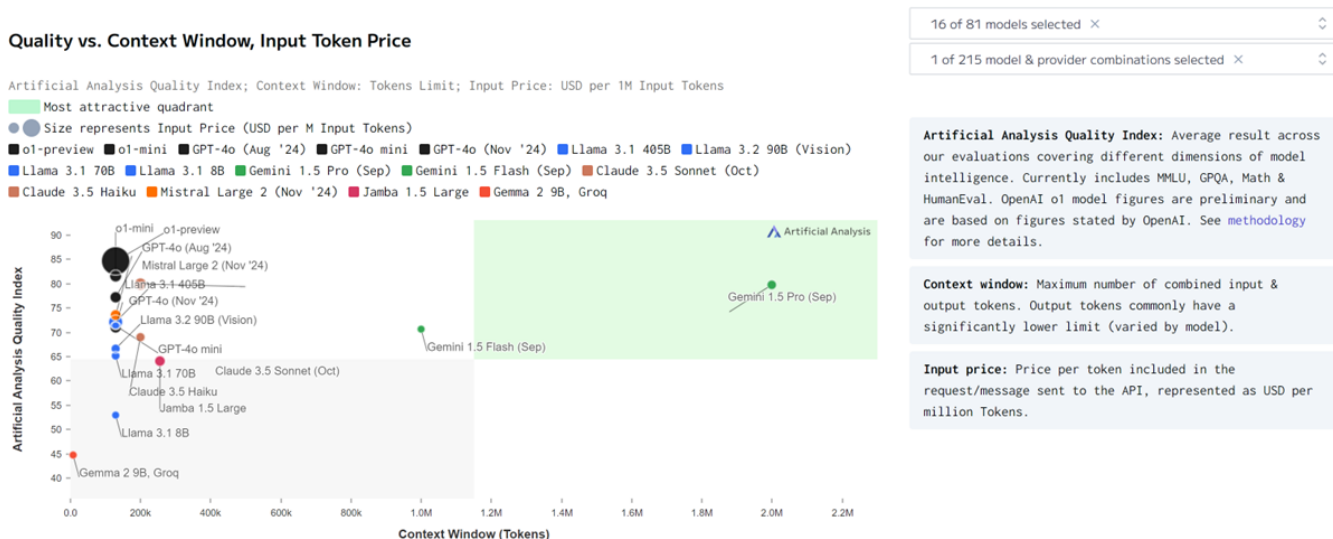 Quality vs. Context Window, Input Token Price
Artificial Analysis Quality Index; Context Window: Tokens Limit; Input Price: USD per 1M Input Tokens
Most attractive quadrant
Size represents Input Price (USD per M Input Tokens)
o1-preview o1-mini GPT-4o (Aug '24) GPT-4o mini GPT-4o (Nov '24) Llama 3.1 405B Llama 3.2 90B (Vision)
Llama 3.1 70B Llama 3.1 8B Gemini 1.5 Pro (Sep) Gemini 1.5 Flash (Sep) Claude 3.5 Sonnet (Oct)
Claude 3.5 Haiku Mistral Large 2 (Nov '24) Jamba 1.5 Large Gemma 2 9B, Groq
Artificial Analysis Quality Index
90
85
80
75
70
65
60
55
50
45
40
o1-mini
o1-preview
GPT-4o (Aug '24)
Mistral Large 2 (Nov '24)
Llama 3.1 405B
GPT-4o (Nov '24)
Llama 3.2 90B (Vision)
GPT-4o mini
Llama 3.1 70B
Claude 3.5 Sonnet (Oct)
Claude 3.5 Haiku
Jamba 1.5 Large
Llama 3.1 8B
Gemma 2 9B, Groq
Gemini 1.5 Flash (Sep)
Gemini 1.5 Pro (Sep)
Artificial Analysis
0.0 200k 400k 600k 800k 1.0M 1.2M 1.4M 1.6M 1.8M 2.0M 2.2M
Context Window (Tokens)
16 of 81 models selected
1 of 215 model & provider combinations selected
Artificial Analysis Quality Index: Average result across
our evaluations covering different dimensions of model
intelligence. Currently includes MMLU, GPQA, Math &
HumanEval. OpenAI o1 model figures are preliminary and
are based on figures stated by OpenAI. See methodology
for more details.
Context window: Maximum number of combined input &
output tokens. Output tokens commonly have a
significantly lower limit (varied by model).
Input price: Price per token included in the
request/message sent to the API, represented as USD per
million Tokens.